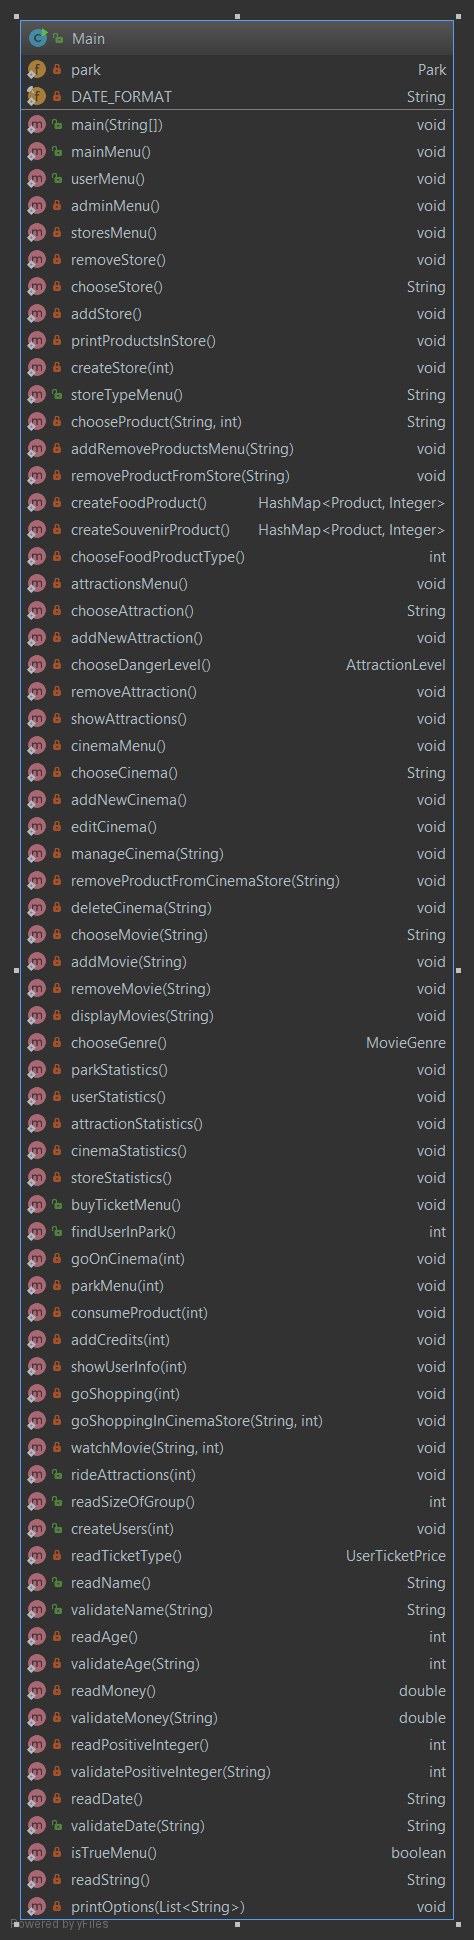 Main
park Park
DATE_FORMAT String
main(String[]) void
mainMenu() void
userMenu() void
adminMenu() void
storesMenu() void
removeStore() void
chooseStore() String
addStore() void
printProductsInStore() void
createStore(int) void
storeTypeMenu() String
chooseProduct(String, int) String
addRemoveProductsMenu(String) void
removeProductFromStore(String) void
createFoodProduct() HashMap<Product, Integer>
createSouvenirProduct() HashMap<Product, Integer>
chooseFoodProductType() int
attractionsMenu() void
chooseAttraction() String
addNewAttraction() void
chooseDangerLevel() AttractionLevel
removeAttraction() void
showAttractions() void
cinemaMenu() void
chooseCinema() String
addNewCinema() void
editCinema() void
manageCinema(String) void
removeProductFromCinemaStore(String) void
deleteCinema(String) void
chooseMovie(String) String
addMovie(String) void
removeMovie(String) void
displayMovies(String) void
chooseGenre() MovieGenre
parkStatistics() void
userStatistics() void
attractionStatistics() void
cinemaStatistics() void
storeStatistics() void
buyTicketMenu() void
findUserInPark() int
goOnCinema(int) void
parkMenu(int) void
consumeProduct(int) void
addCredits(int) void
showUserInfo(int) void
goShopping(int) void
goShoppingInCinemaStore(String, int) void
watchMovie(String, int) void
rideAttractions(int) void
readSizeOfGroup() int
createUsers(int) void
readTicketType() UserTicketPrice
readName() String
validateName(String) String
readAge() int
validateAge(String) int
readMoney() double
validateMoney(String) double
readPositiveInteger() int
validatePositiveInteger(String) int
readDate() String
validateDate(String) String
isTrueMenu() boolean
readString() String
printOptions(List<String>) void
Powered by yFiles